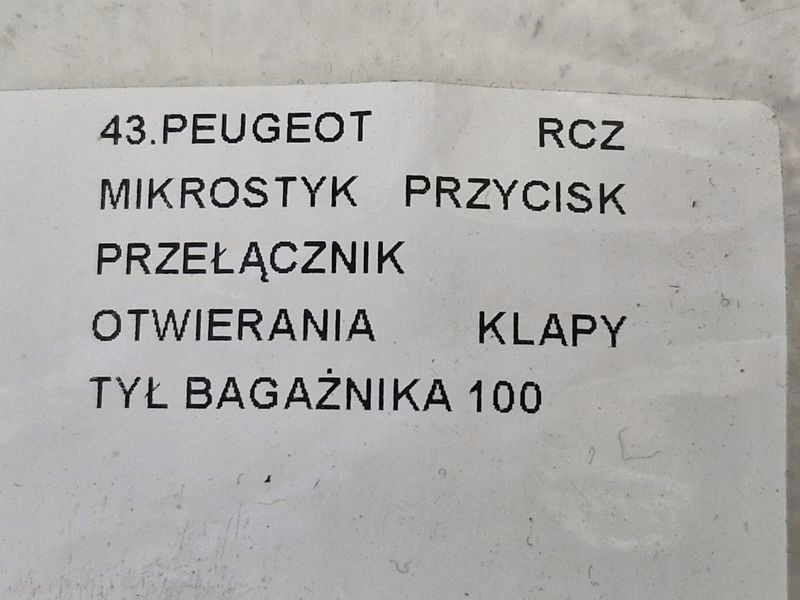 43.PEUGEOT RCZ
MIKROSTYK PRZYCISK
PRZEŁĄCZNIK
OTWIERANIA KLAPY
TYŁ BAGAŻNIKA 100